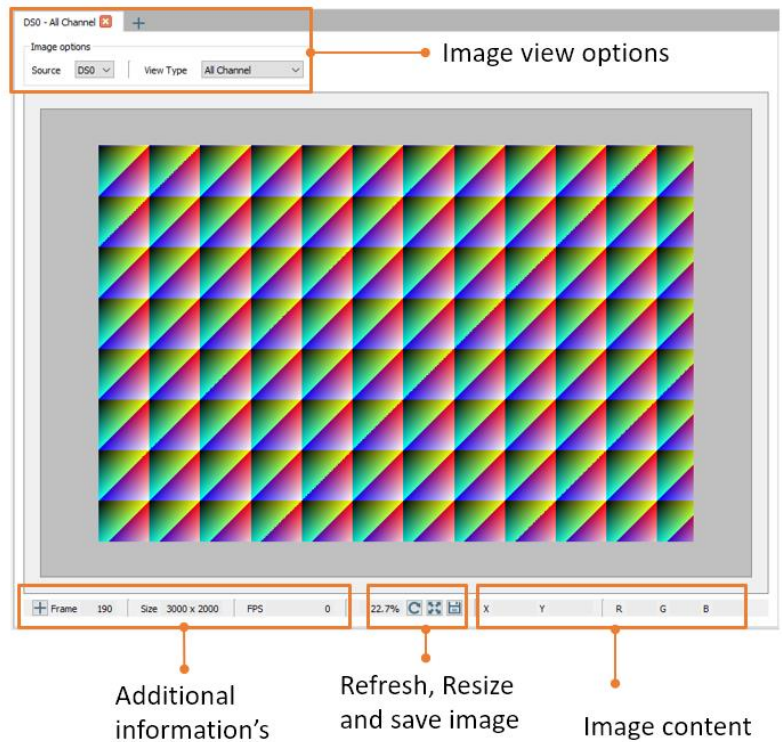 DS0 - All Channel
Image options
Source DS0 View Type All Channel
Image view options
Frame 190 Size 3000 x 2000 FPS 0 22.7% X Y R G B
Additional
information's
Refresh, Resize
and save image
Image content